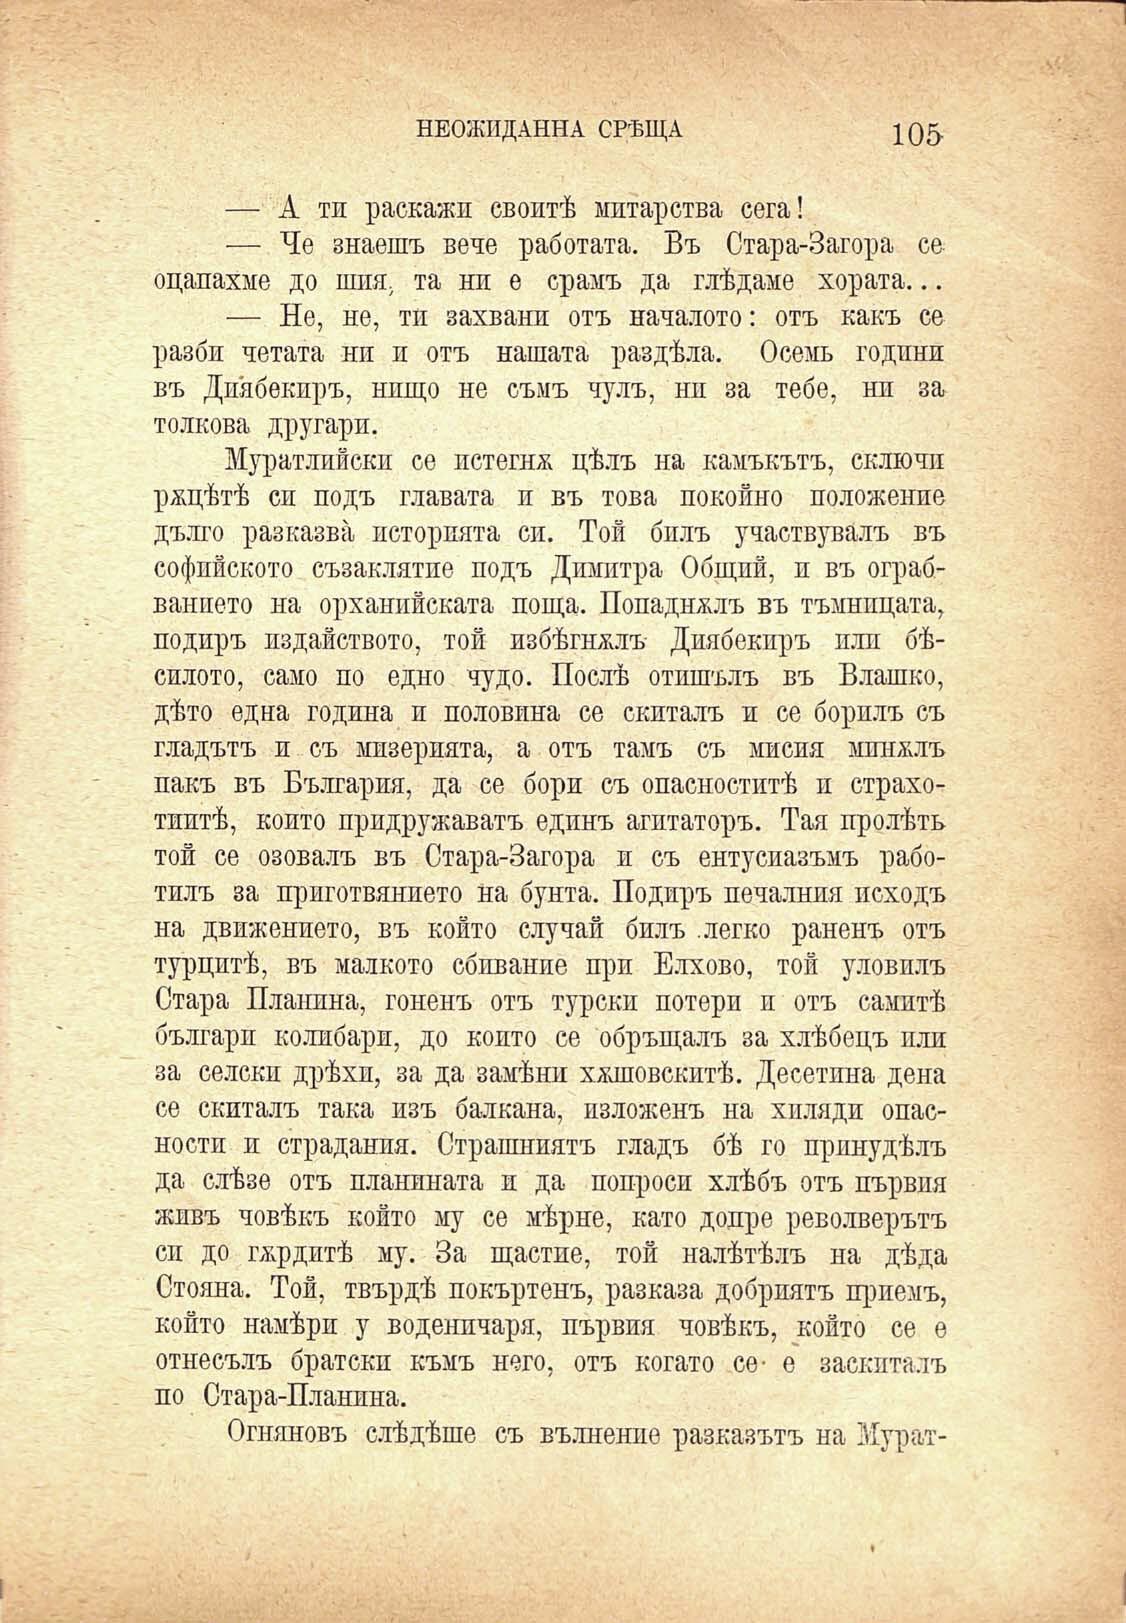 НЕОЖИДАННА СРѢЩА 105
— А ти раскажи своитѣ митарства сега!
— Че знаешъ вече работата. Въ Стара-Загора се
оцапахме до шия, та ни е срамъ да глѣдаме хората...
— Не, не, ти захвани отъ началото: отъ какъ се
разби четата ни и отъ нашата раздѣла. Осемь години
въ Диябекиръ, нищо не съмъ чулъ, ни за тебе, ни за
толкова другари.
Муратлийски се истегнѫ цѣлъ на камъкътъ, сключи
рѫцѣтѣ си подъ главата и въ това покойно положение
дълго разказва̀ историята си. Той билъ участвувалъ въ
софийското съзаклятие подъ Димитра Общий, и въ ограб-
ванието на орханийската поща. Попаднѫлъ въ тъмницата,
подиръ издайството, той избѣгнѫлъ Диябекиръ или бѣ-
силото, само по едно чудо. Послѣ отишълъ въ Влашко,
дѣто една година и половина се скиталъ и се борилъ съ
гладътъ и съ мизерията, а отъ тамъ съ мисия минѫлъ
пакъ въ България, да се бори съ опасноститѣ и страхо-
тиитѣ, които придружаватъ единъ агитаторъ. Тая пролѣть
той се озовалъ въ Стара-Загора и съ ентусиазъмъ рабо-
тилъ за приготвянието на бунта. Подиръ печалния исходъ
на движението, въ който случай билъ легко раненъ отъ
турцитѣ, въ малкото сбивание при Елхово, той уловилъ
Стара Планина, гоненъ отъ турски потери и отъ самитѣ
българи колибари, до които се обръщалъ за хлѣбецъ или
за селски дрѣхи, за да замѣни хѫшовскитѣ. Десетина дена
се скиталъ така изъ балкана, изложенъ на хиляди опас-
ности и страдания. Страшниятъ гладъ бѣ го принудѣлъ
да слѣзе отъ планината и да попроси хлѣбъ отъ първия
живъ човѣкъ който му се мѣрне, като допре револверътъ
си до гѫрдитѣ му. За щастие, той налѣтѣлъ на дѣда
Стояна. Той, твърдѣ покъртенъ, разказа добриятъ приемъ,
който намѣри у воденичаря, първия човѣкъ, който се е
отнесълъ братски къмъ него, отъ когато се е заскиталъ
по Стара-Планина.
Огняновъ слѣдѣше съ вълнение разказътъ на Мурат-